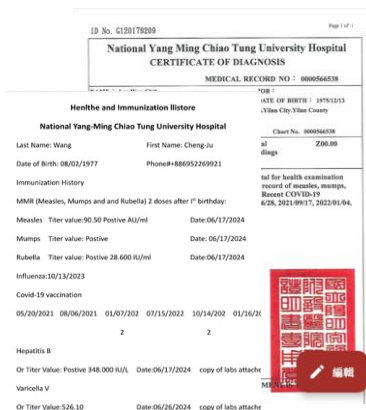 ID No. G120179209
Page 1 of 1
National Yang Ming Chiao Tung University Hospital
CERTIFICATE OF DIAGNOSIS
MEDICAL RECORD NO : 0000566538
DATE OF BIRTH : 1975/12/13
Yilan City, Yilan County
Chart No. 0000566538
Z00.00
dings
tal for health examination
record of measles, mumps,
Recent COVID-19
6/28, 2021/09/17, 2022/01/04,
Henlthe and Immunization Ilistore
National Yang-Ming Chiao Tung University Hospital
Last Name: Wang First Name: Cheng-Ju
Date of Birth: 08/02/1977 Phone#+886952269921
Immunization History
MMR (Measles, Mumps and Rubella) 2 doses after Iˢᵗ birthday:
Measles Titer value:90.50 Postive AU/ml Date:06/17/2024
Mumps Titer value: Postive Date: 06/17/2024
Rubella Titer value: Postive 28.600 IU/ml Date:06/17/2024
Influenza:10/13/2023
Covid-19 vaccination
05/20/2021 08/06/2021 01/07/202 07/15/2022 10/14/202 01/16/20
2 2
Hepatitis B
Or Titer Value: Postive 348.000 IU/L Date:06/17/2024 copy of labs attache
Varicella V
Or Titer Value:526.10 Date:06/26/2024 copy of labs attache
編輯